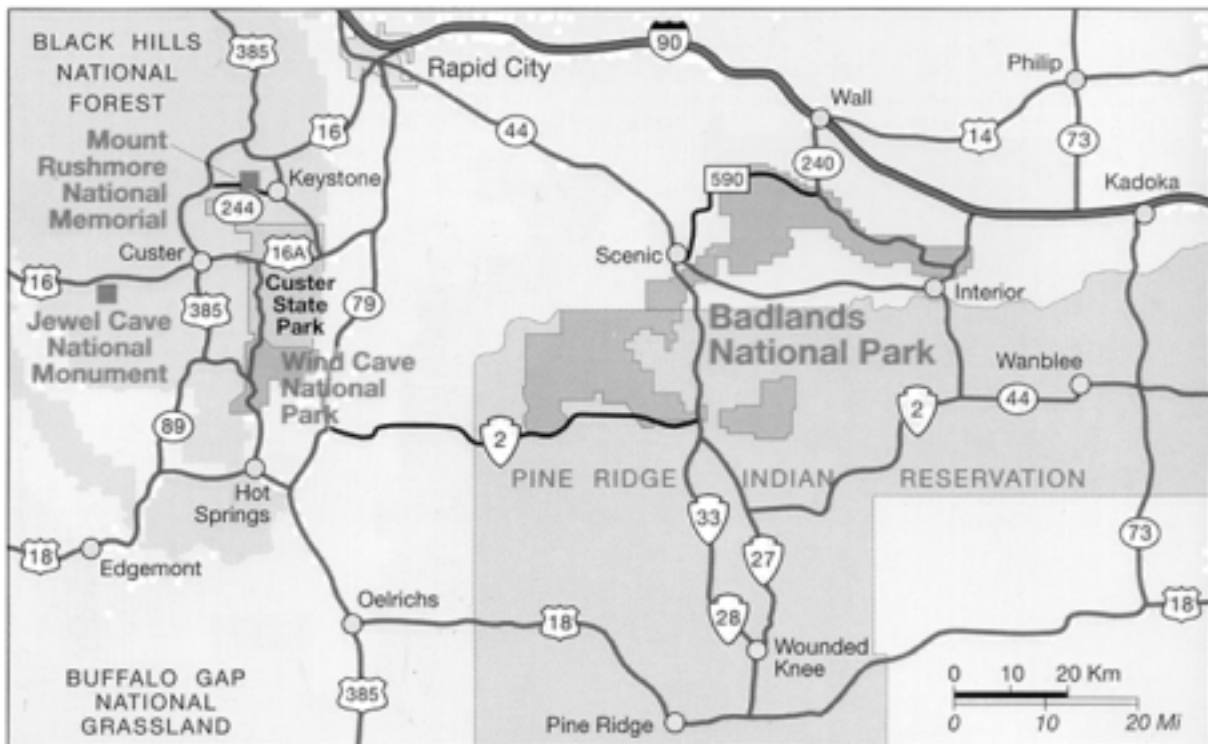 BLACK HILLS
NATIONAL
FOREST
385
90
Rapid City
Philip
Wall
Mount
Rushmore
National
Memorial
16
44
14
73
240
590
Keystone
Kadoka
244
Custer
16A
Scenic
16
Custer
State
Park
79
Interior
385
Jewel Cave
National
Monument
Badlands
National Park
Wind Cave
National
Park
Wanblee
89
2
2
44
PINE RIDGE INDIAN RESERVATION
Hot
Springs
33
73
18
Edgemont
27
Oelrichs
18
28
18
Wounded
Knee
0 10 20 Km
BUFFALO GAP
NATIONAL
GRASSLAND
385
Pine Ridge
0 10 20 Mi